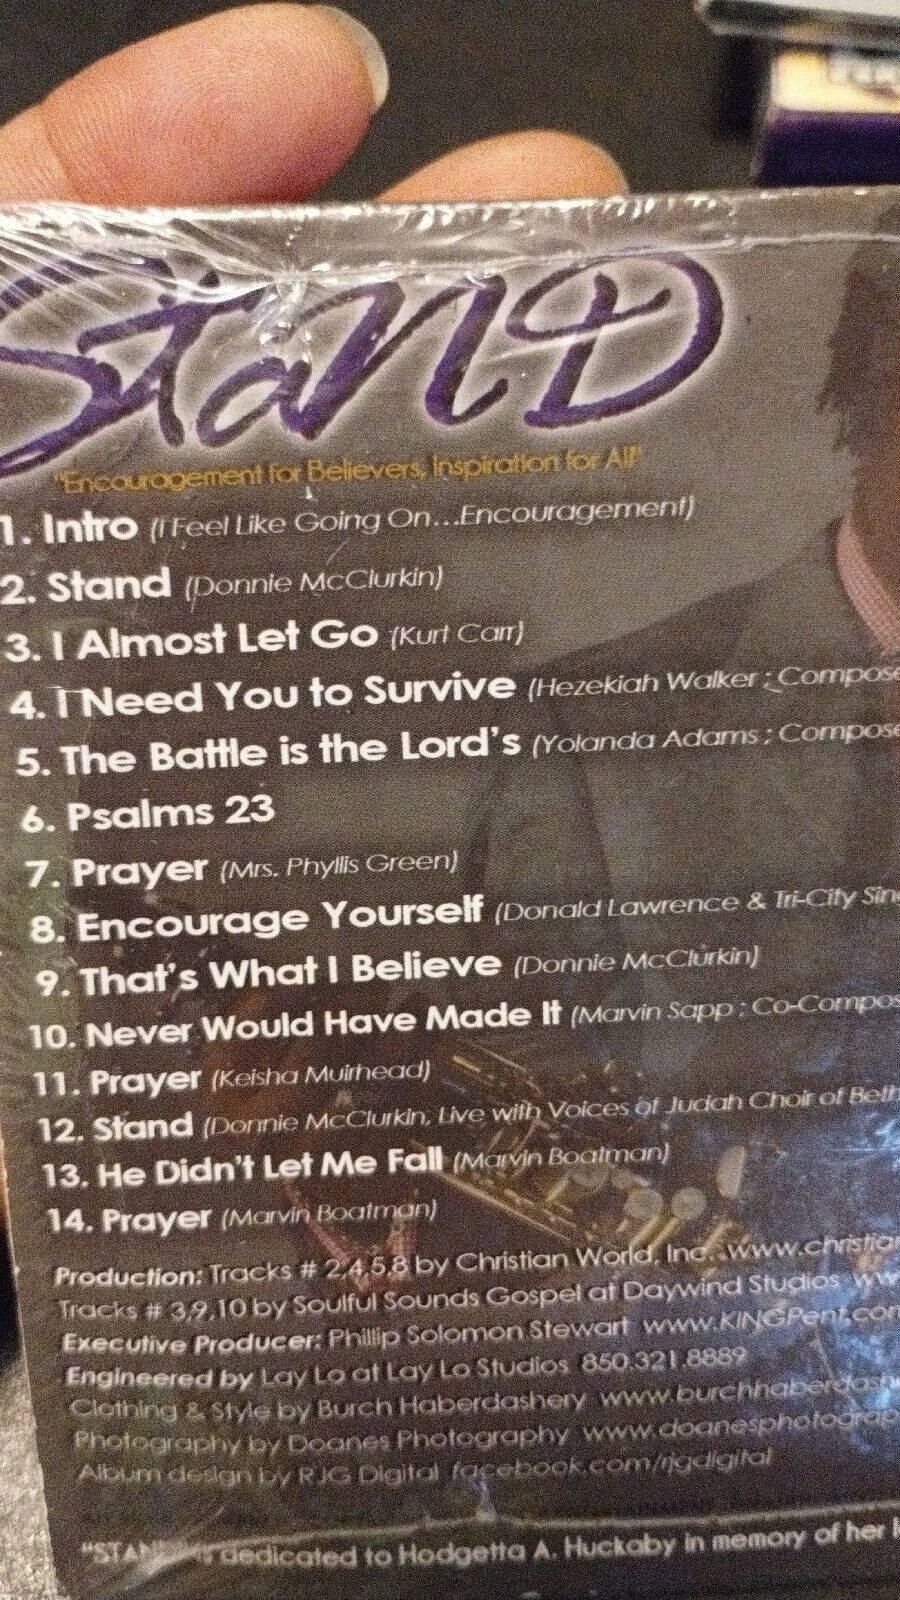 StanD
"Encouragement for Believers, Inspiration for All"
1. Intro (I Feel Like Going On...Encouragement)
2. Stand (Donnie McClurkin)
3. I Almost Let Go (Kurt Carr)
4. I Need You to Survive (Hezekiah Walker ; Compose
5. The Battle is the Lord's (Yolanda Adams ; Compose
6. Psalms 23
7. Prayer (Mrs. Phyllis Green)
8. Encourage Yourself (Donald Lawrence & Tri-City Sin
9. That's What I Believe (Donnie McClurkin)
10. Never Would Have Made It (Marvin Sapp ; Co-Compos
11. Prayer (Keisha Muirhead)
12. Stand (Donnie McClurkin, Live with Voices of Judah Choir of Beth
13. He Didn't Let Me Fall (Marvin Boatman)
14. Prayer (Marvin Boatman)
Production: Tracks # 2,4,5,8 by Christian World, Inc. www.christia
Tracks # 3,9,10 by Soulful Sounds Gospel at Daywind Studios ww
Executive Producer: Phillip Solomon Stewart www.KINGPent.com
Engineered by Lay Lo at Lay Lo Studios 850.321.8889
Clothing & Style by Burch Haberdashery www.burchhaberdash
Photography by Doanes Photography www.doanesphotograp
Album design by RJG Digital facebook.com/rjgdigital
dedicated to Hodgetta A. Huckaby in memory of her